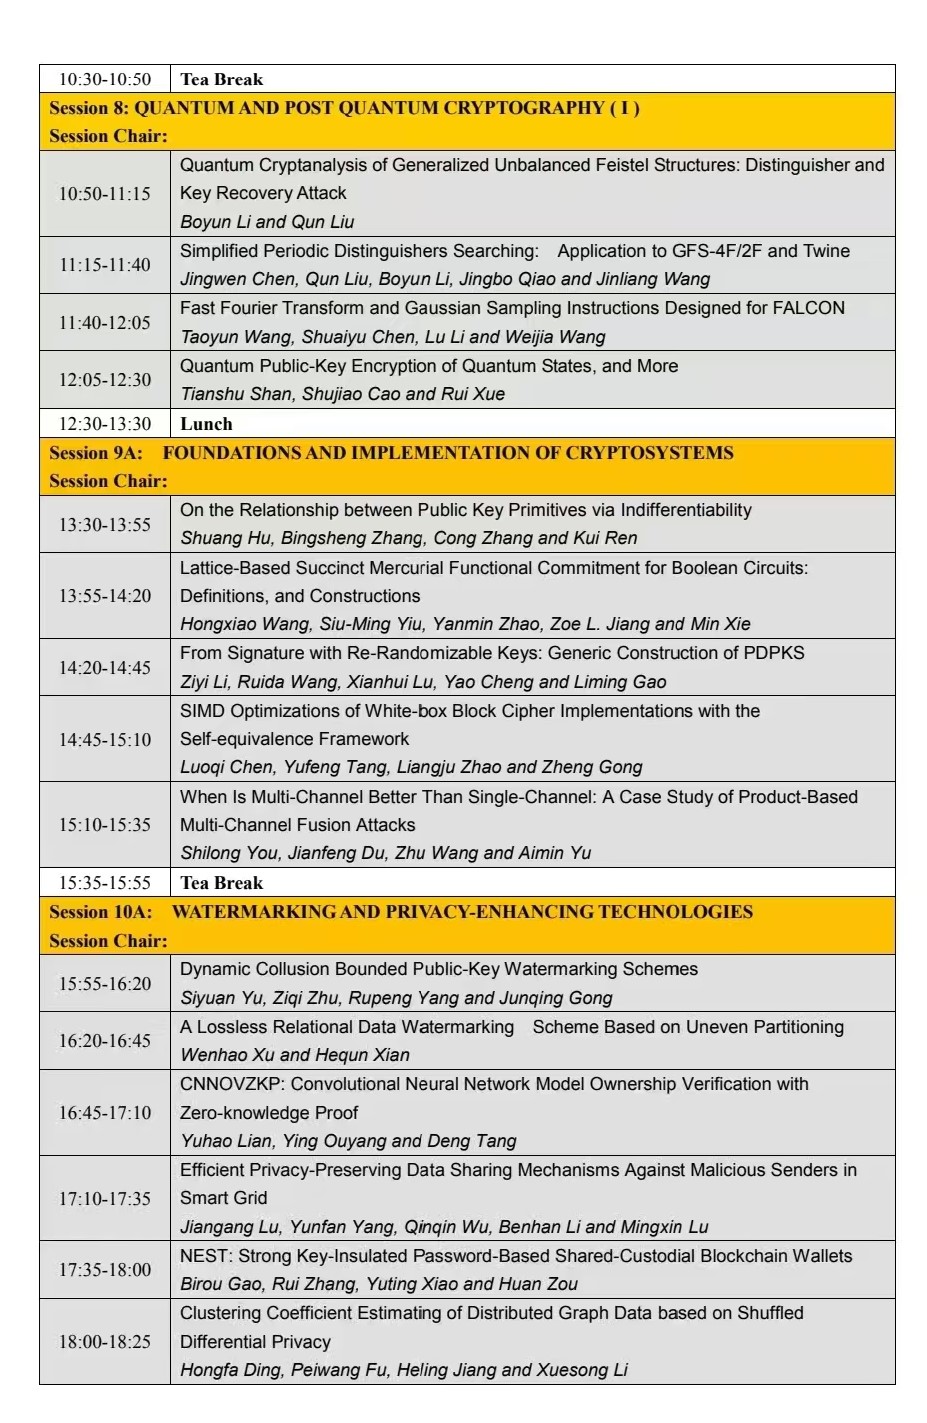 10:30-10:50 Tea Break
Session 8: QUANTUM AND POST QUANTUM CRYPTOGRAPHY ( I )
Session Chair:
10:50-11:15
Quantum Cryptanalysis of Generalized Unbalanced Feistel Structures: Distinguisher and
Key Recovery Attack
Boyun Li and Qun Liu
11:15-11:40
Simplified Periodic Distinguishers Searching: Application to GFS-4F/2F and Twine
Jingwen Chen, Qun Liu, Boyun Li, Jingbo Qiao and Jinliang Wang
11:40-12:05
Fast Fourier Transform and Gaussian Sampling Instructions Designed for FALCON
Taoyun Wang, Shuaiyu Chen, Lu Li and Weijia Wang
12:05-12:30
Quantum Public-Key Encryption of Quantum States, and More
Tianshu Shan, Shujiao Cao and Rui Xue
12:30-13:30 Lunch
Session 9A: FOUNDATIONS AND IMPLEMENTATION OF CRYPTOSYSTEMS
Session Chair:
13:30-13:55
On the Relationship between Public Key Primitives via Indifferentiability
Shuang Hu, Bingsheng Zhang, Cong Zhang and Kui Ren
13:55-14:20
Lattice-Based Succinct Mercurial Functional Commitment for Boolean Circuits:
Definitions, and Constructions
Hongxiao Wang, Siu-Ming Yiu, Yanmin Zhao, Zoe L. Jiang and Min Xie
14:20-14:45
From Signature with Re-Randomizable Keys: Generic Construction of PDPKS
Ziyi Li, Ruida Wang, Xianhui Lu, Yao Cheng and Liming Gao
14:45-15:10
SIMD Optimizations of White-box Block Cipher Implementations with the
Self-equivalence Framework
Luoqi Chen, Yufeng Tang, Liangju Zhao and Zheng Gong
15:10-15:35
When Is Multi-Channel Better Than Single-Channel: A Case Study of Product-Based
Multi-Channel Fusion Attacks
Shilong You, Jianfeng Du, Zhu Wang and Aimin Yu
15:35-15:55 Tea Break
Session 10A: WATERMARKING AND PRIVACY-ENHANCING TECHNOLOGIES
Session Chair:
15:55-16:20
Dynamic Collusion Bounded Public-Key Watermarking Schemes
Siyuan Yu, Ziqi Zhu, Rupeng Yang and Junqing Gong
16:20-16:45
A Lossless Relational Data Watermarking Scheme Based on Uneven Partitioning
Wenhao Xu and Hequn Xian
16:45-17:10
CNNOVZKP: Convolutional Neural Network Model Ownership Verification with
Zero-knowledge Proof
Yuhao Lian, Ying Ouyang and Deng Tang
17:10-17:35
Efficient Privacy-Preserving Data Sharing Mechanisms Against Malicious Senders in
Smart Grid
Jiangang Lu, Yunfan Yang, Qinqin Wu, Benhan Li and Mingxin Lu
17:35-18:00
NEST: Strong Key-Insulated Password-Based Shared-Custodial Blockchain Wallets
Birou Gao, Rui Zhang, Yuting Xiao and Huan Zou
18:00-18:25
Clustering Coefficient Estimating of Distributed Graph Data based on Shuffled
Differential Privacy
Hongfa Ding, Peiwang Fu, Heling Jiang and Xuesong Li